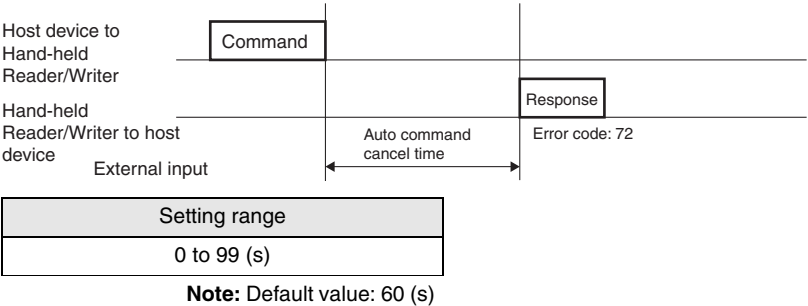 Host device to
Hand-held
Reader/Writer
Command
Hand-held
Reader/Writer to host
device
Response
Auto command
cancel time
Error code: 72
External input
Setting range
0 to 99 (s)
Note: Default value: 60 (s)